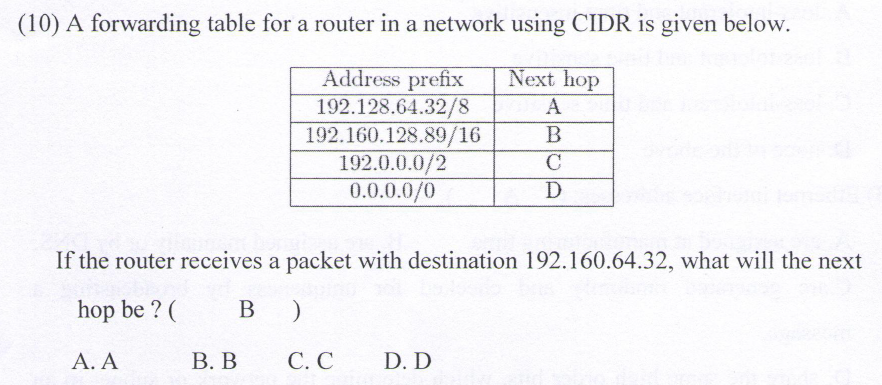 (10) A forwarding table for a router in a network using CIDR is given below.
Address prefix Next hop
192.128.64.32/8 A
192.160.128.89/16 B
192.0.0.0/2 C
0.0.0.0/0 D
If the router receives a packet with destination 192.160.64.32, what will the next
hop be ? ( B )
A. A B. B C. C D. D